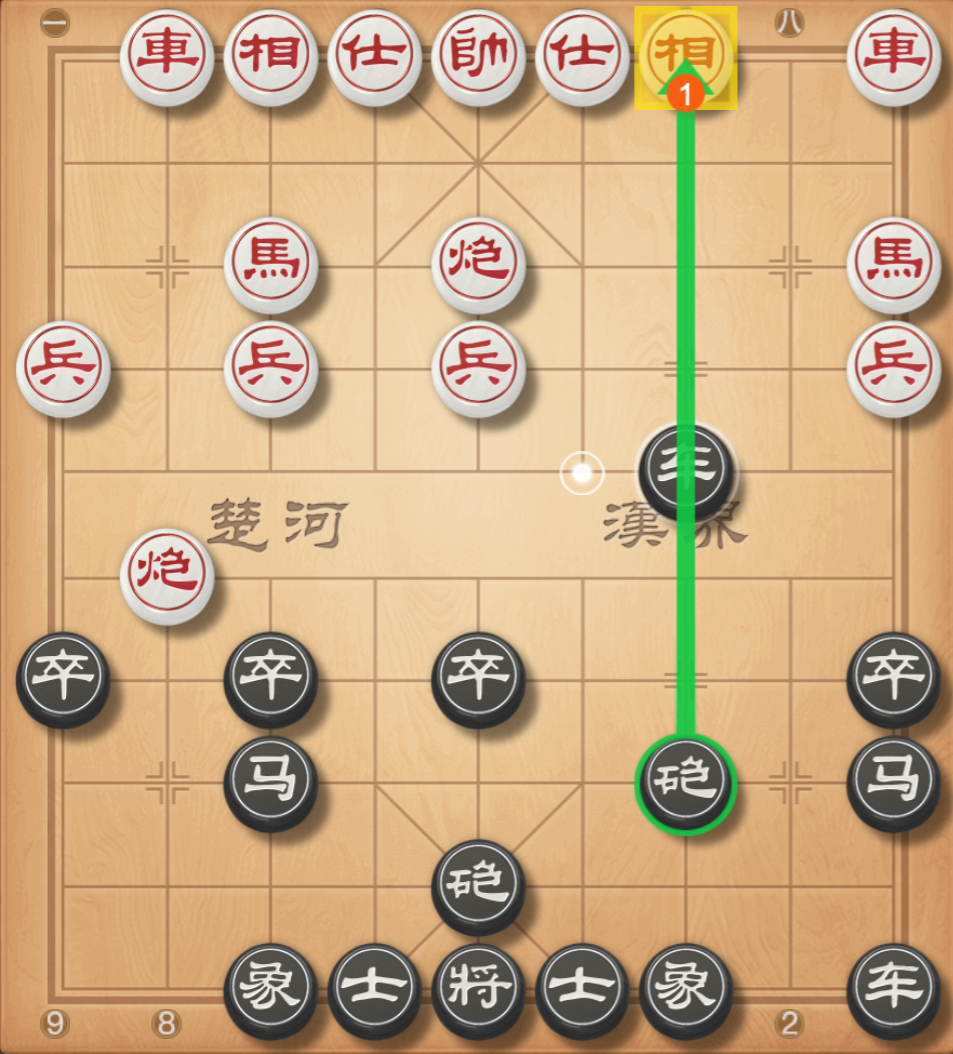 一 八
車 相 仕 帥 仕 相 車
1
馬 炮 馬
兵 兵 兵 兵
车
楚河 漢界
炮
卒 卒 卒 卒
马 砲 马
砲
象 士 将 士 象 车
9 8 2